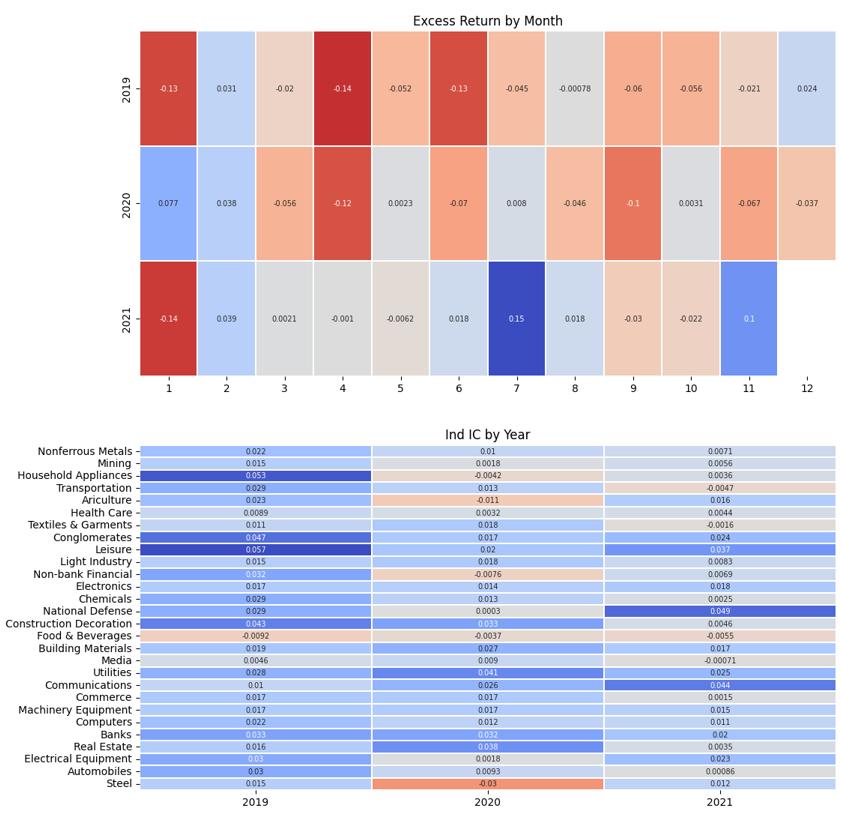 Excess Return by Month
2019 -0.13 0.031 -0.02 -0.14 -0.052 -0.13 -0.045 -0.00078 -0.06 -0.056 -0.021 0.024
2020 0.077 0.038 -0.056 -0.12 0.0023 -0.07 0.008 -0.046 -0.1 0.0031 -0.067 -0.037
2021 -0.14 0.039 0.0021 -0.001 -0.0062 0.018 0.15 0.018 -0.03 -0.022 0.1
1 2 3 4 5 6 7 8 9 10 11 12
Ind IC by Year
Nonferrous Metals 0.022 0.01 0.0071
Mining 0.015 0.0018 0.0056
Household Appliances 0.053 -0.0042 0.0036
Transportation 0.029 0.013 -0.0047
Ariculture 0.023 -0.011 0.016
Health Care 0.0089 0.0032 0.0044
Textiles & Garments 0.011 0.018 -0.0016
Conglomerates 0.047 0.017 0.024
Leisure 0.057 0.02 0.037
Light Industry 0.015 0.018 0.0083
Non-bank Financial 0.032 -0.0076 0.0069
Electronics 0.017 0.014 0.018
Chemicals 0.029 0.013 0.0025
National Defense 0.029 0.0003 0.049
Construction Decoration 0.043 0.033 0.0046
Food & Beverages -0.0092 -0.0037 -0.0055
Building Materials 0.019 0.027 0.017
Media 0.0046 0.009 -0.00071
Utilities 0.028 0.041 0.025
Communications 0.01 0.026 0.044
Commerce 0.017 0.017 0.0015
Machinery Equipment 0.017 0.017 0.015
Computers 0.022 0.012 0.011
Banks 0.033 0.032 0.02
Real Estate 0.016 0.038 0.0035
Electrical Equipment 0.03 0.0018 0.023
Automobiles 0.03 0.0093 0.00086
Steel 0.015 -0.03 0.012
2019 2020 2021